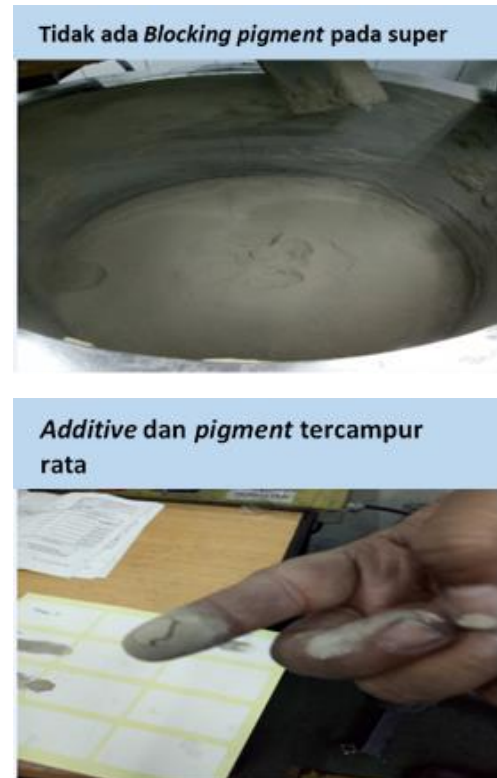 Tidak ada Blocking pigment pada super
Additive dan pigment tercampur
rata